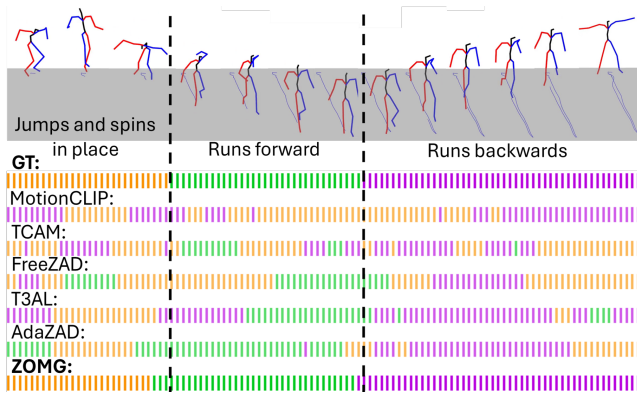 Jumps and spins
in place
Runs forward
Runs backwards
GT:
MotionCLIP:
TCAM:
FreeZAD:
T3AL:
AdaZAD:
ZOMG: